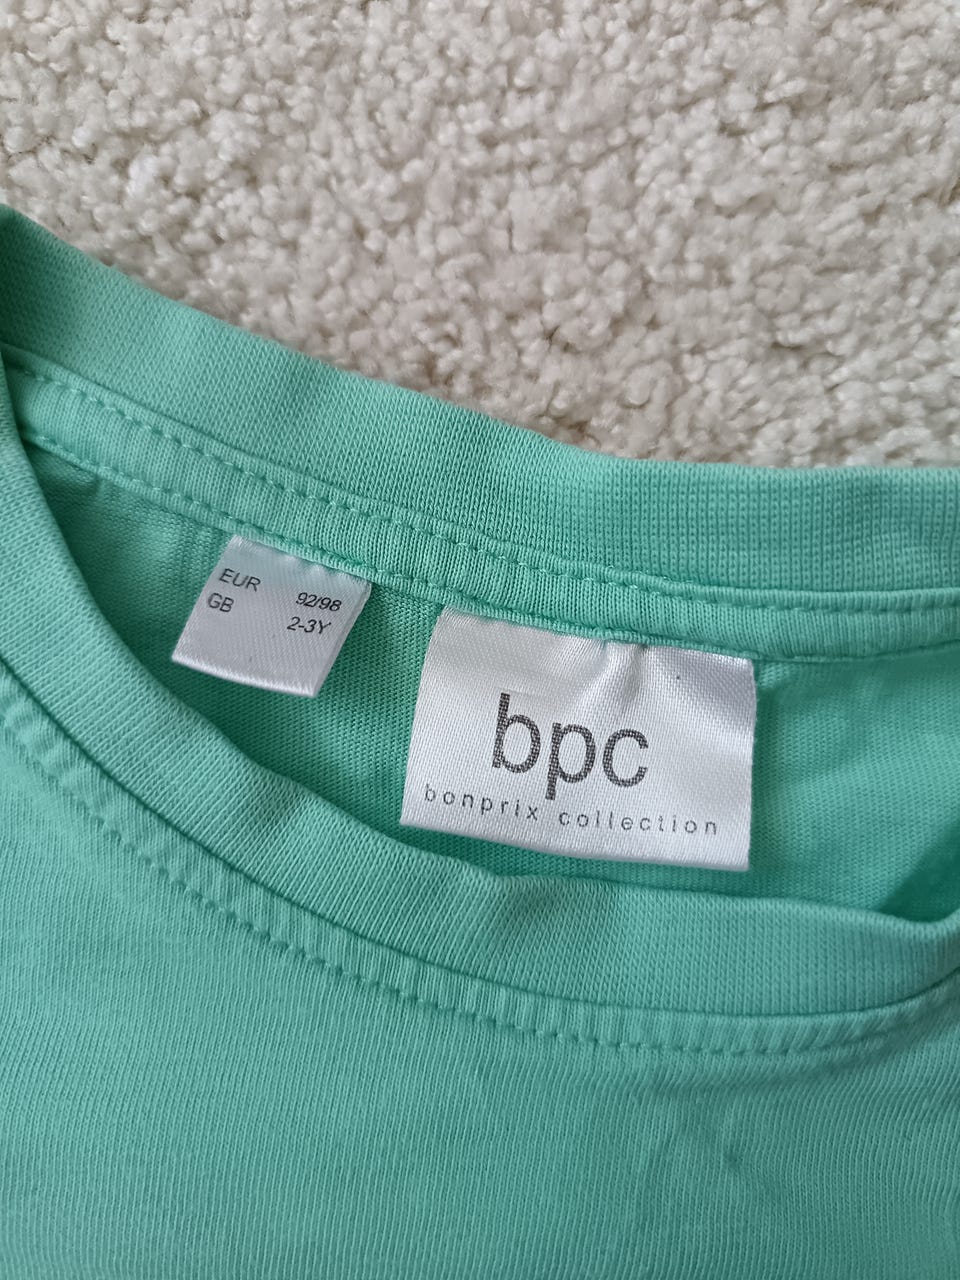 EUR 92/98
GB 2-3Y
bpc
bonprix collection